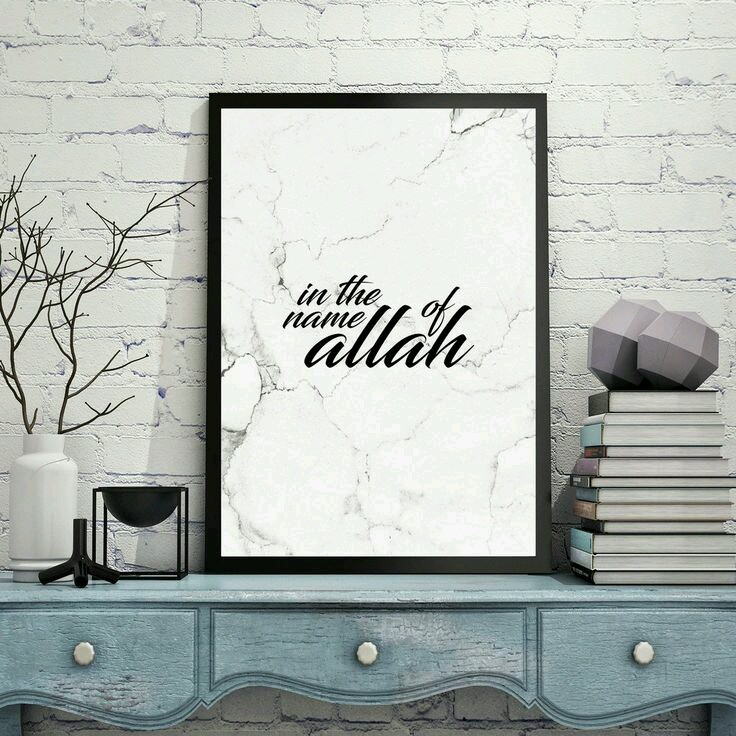 in the
name of
allah